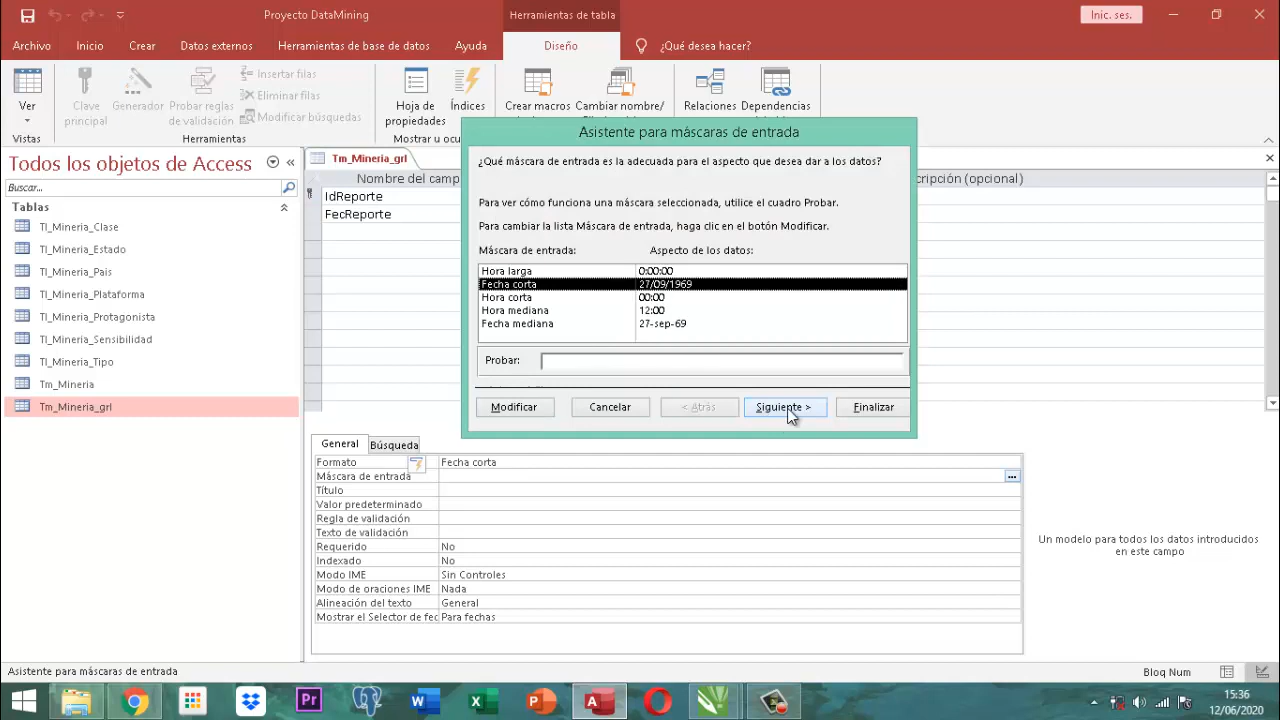 Proyecto DataMining
Herramientas de tabla
Inic. ses.
Archivo
Inicio
Crear
Datos externos
Herramientas de base de datos
Ayuda
Diseño
¿Qué desea hacer?
Ver
Clave principal
Generador
Probar reglas de validación
Insertar filas
Eliminar filas
Modificar búsquedas
Hoja de propiedades
Índices
Crear macros
Cambiar nombre/
Relaciones
Dependencias
Vistas
Herramientas
Mostrar u ocu
Todos los objetos de Access
Buscar...
Tablas
Tl_Mineria_Clase
Tl_Mineria_Estado
Tl_Mineria_Pais
Tl_Mineria_Plataforma
Tl_Mineria_Protagonista
Tl_Mineria_Sensibilidad
Tl_Mineria_Tipo
Tm_Mineria
Tm_Mineria_grl
Tm_Mineria_grl
Nombre del camp
cripción (opcional)
IdReporte
FecReporte
Asistente para máscaras de entrada
¿Qué máscara de entrada es la adecuada para el aspecto que desea dar a los datos?
Para ver cómo funciona una máscara seleccionada, utilice el cuadro Probar.
Para cambiar la lista Máscara de entrada, haga clic en el botón Modificar.
Máscara de entrada: Aspecto de los datos:
Hora larga 0:00:00
Fecha corta 27/09/1969
Hora corta 00:00
Hora mediana 12:00
Fecha mediana 27-sep-69
Probar:
Modificar
Cancelar
< Atrás
Siguiente >
Finalizar
General
Búsqueda
Formato Fecha corta
Máscara de entrada
Título
Valor predeterminado
Regla de validación
Texto de validación
Requerido No
Indexado No
Modo IME Sin Controles
Modo de oraciones IME Nada
Alineación del texto General
Mostrar el Selector de fec Para fechas
Un modelo para todos los datos introducidos
en este campo
Asistente para máscaras de entrada
Bloq Num
15:36
12/06/2020